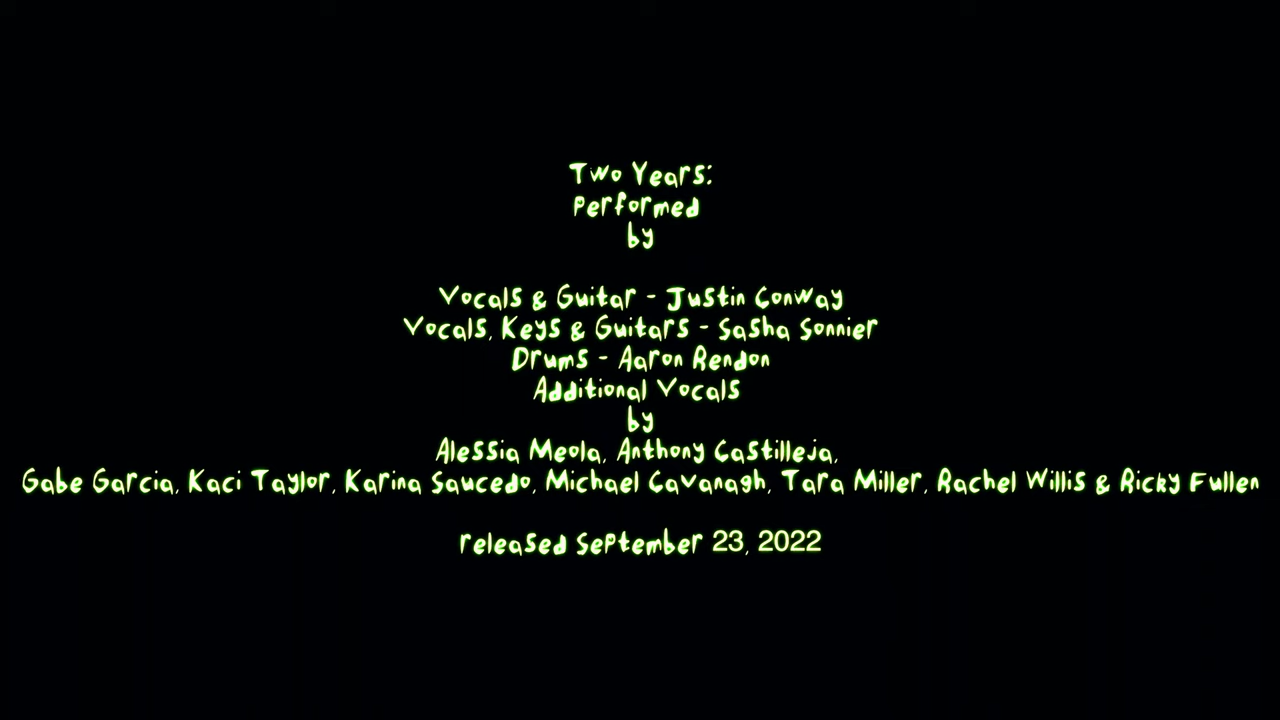 Two Years:
Performed
by
Vocals & Guitar - Justin Conway
Vocals, Keys & Guitars - Sasha Sonnier
Drums - Aaron Rendon
Additional Vocals
by
Alessia Meola, Anthony Castilleja,
Gabe Garcia, Kaci Taylor, Karina Saucedo, Michael Cavanagh, Tara Miller, Rachel Willis & Ricky Fullen
released September 23, 2022